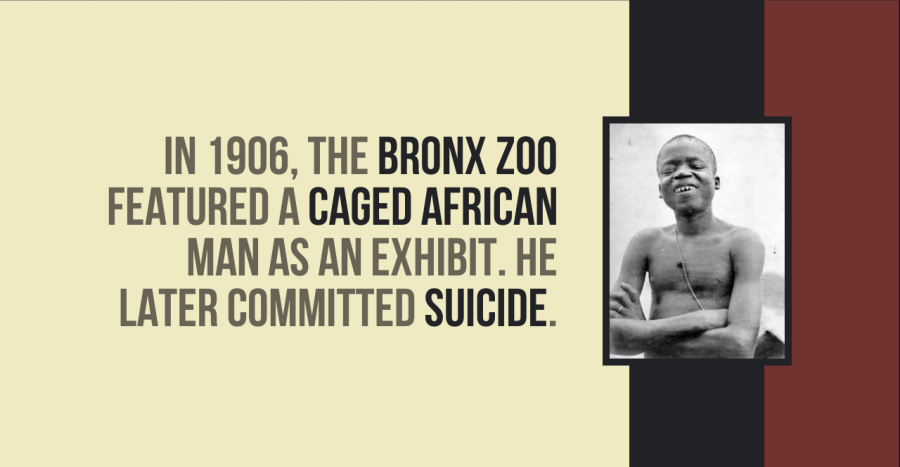 IN 1906, THE BRONX ZOO
FEATURED A CAGED AFRICAN
MAN AS AN EXHIBIT. HE
LATER COMMITTED SUICIDE.